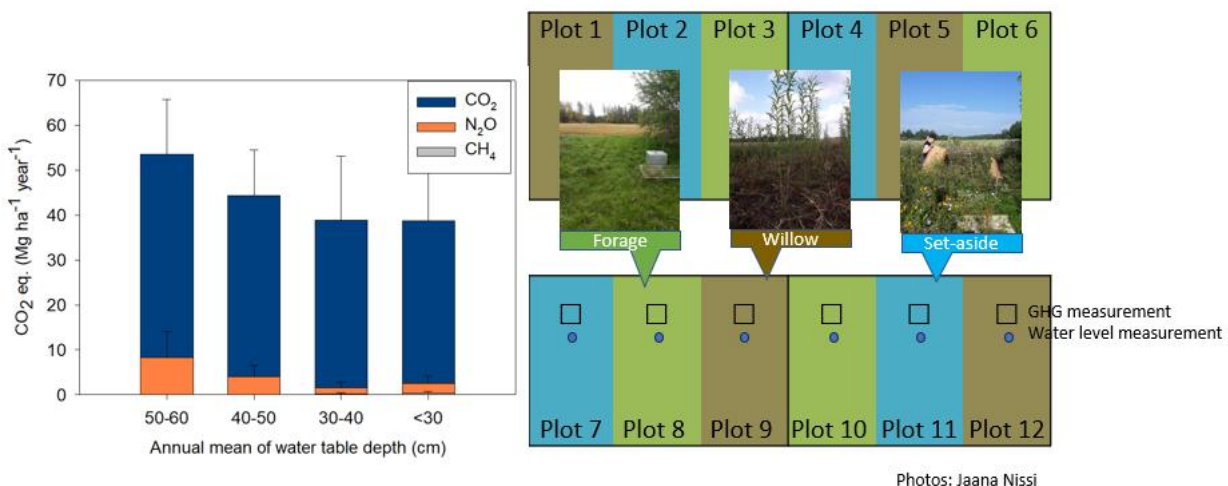 70
60
50
40
30
20
10
0
CO₂ eq. (Mg ha⁻¹ year⁻¹)
CO₂
N₂O
CH₄
50-60 40-50 30-40 <30
Annual mean of water table depth (cm)
Plot 1 Plot 2 Plot 3 Plot 4 Plot 5 Plot 6
Forage Willow Set-aside
GHG measurement
Water level measurement
Plot 7 Plot 8 Plot 9 Plot 10 Plot 11 Plot 12
Photos: Jaana Nissi